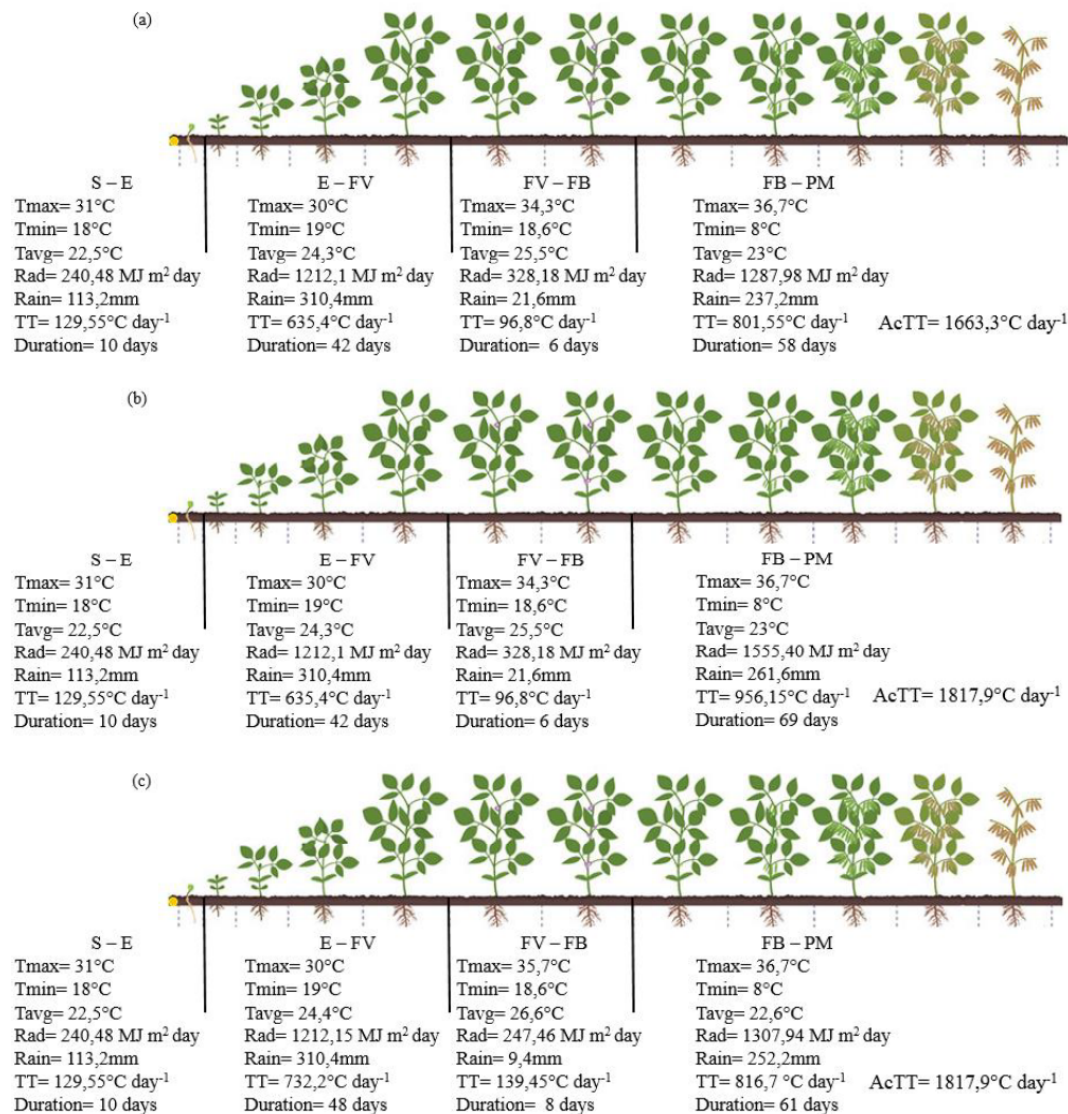 (a)
S – E
Tmax= 31°C
Tmin= 18°C
Tavg= 22,5°C
Rad= 240,48 MJ m² day
Rain= 113,2mm
TT= 129,55°C day⁻¹
Duration= 10 days
E – FV
Tmax= 30°C
Tmin= 19°C
Tavg= 24,3°C
Rad= 1212,1 MJ m² day
Rain= 310,4mm
TT= 635,4°C day⁻¹
Duration= 42 days
FV – FB
Tmax= 34,3°C
Tmin= 18,6°C
Tavg= 25,5°C
Rad= 328,18 MJ m² day
Rain= 21,6mm
TT= 96,8°C day⁻¹
Duration=  6 days
FB – PM
Tmax= 36,7°C
Tmin= 8°C
Tavg= 23°C
Rad= 1287,98 MJ m² day
Rain= 237,2mm
TT= 801,55°C day⁻¹
Duration= 58 days
AcTT= 1663,3°C day⁻¹
(b)
S – E
Tmax= 31°C
Tmin= 18°C
Tavg= 22,5°C
Rad= 240,48 MJ m² day
Rain= 113,2mm
TT= 129,55°C day⁻¹
Duration= 10 days
E – FV
Tmax= 30°C
Tmin= 19°C
Tavg= 24,3°C
Rad= 1212,1 MJ m² day
Rain= 310,4mm
TT= 635,4°C day⁻¹
Duration= 42 days
FV – FB
Tmax= 34,3°C
Tmin= 18,6°C
Tavg= 25,5°C
Rad= 328,18 MJ m² day
Rain= 21,6mm
TT= 96,8°C day⁻¹
Duration=  6 days
FB – PM
Tmax= 36,7°C
Tmin= 8°C
Tavg= 23°C
Rad= 1555,40 MJ m² day
Rain= 261,6mm
TT= 956,15°C day⁻¹
Duration= 69 days
AcTT= 1817,9°C day⁻¹
(c)
S – E
Tmax= 31°C
Tmin= 18°C
Tavg= 22,5°C
Rad= 240,48 MJ m² day
Rain= 113,2mm
TT= 129,55°C day⁻¹
Duration= 10 days
E – FV
Tmax= 30°C
Tmin= 19°C
Tavg= 24,4°C
Rad= 1212,15 MJ m² day
Rain= 310,4mm
TT= 732,2°C day⁻¹
Duration= 48 days
FV – FB
Tmax= 35,7°C
Tmin= 18,6°C
Tavg= 26,6°C
Rad= 247,46 MJ m² day
Rain= 9,4mm
TT= 139,45°C day⁻¹
Duration=  8 days
FB – PM
Tmax= 36,7°C
Tmin= 8°C
Tavg= 22,6°C
Rad= 1307,94 MJ m² day
Rain= 252,2mm
TT= 816,7 °C day⁻¹
Duration= 61 days
AcTT= 1817,9°C day⁻¹